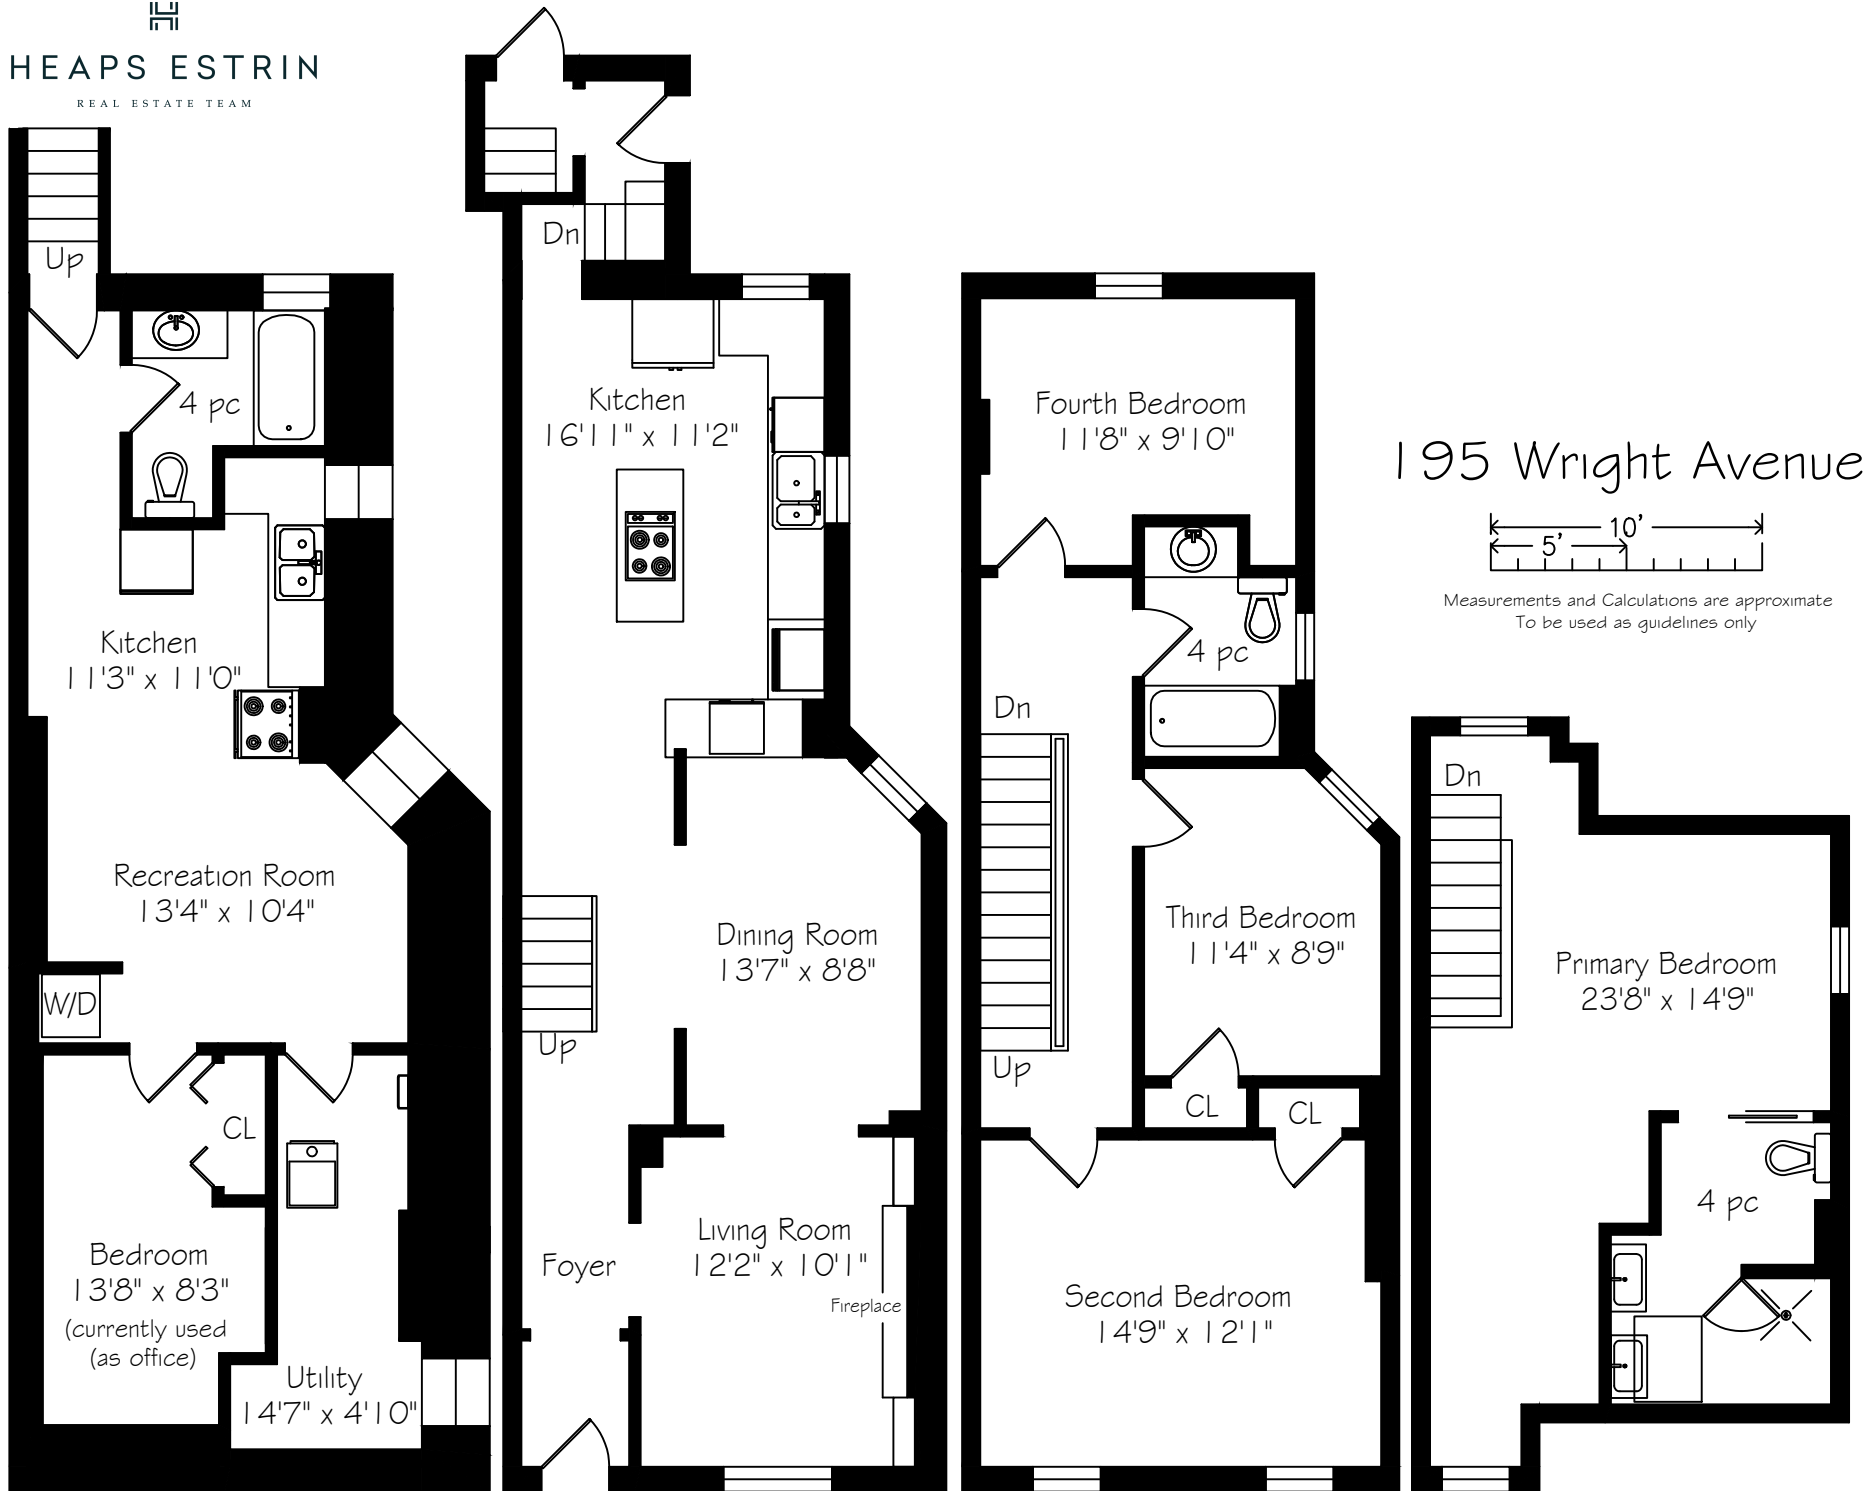 HEAPS ESTRIN
REAL ESTATE TEAM
Up
4 pc
Kitchen
11'3" x 11'0"
Recreation Room
13'4" x 10'4"
W/D
CL
Bedroom
13'8" x 8'3"
(currently used
(as office)
Utility
14'7" x 4'10"
Dn
Kitchen
16'11" x 11'2"
Dining Room
13'7" x 8'8"
Up
Living Room
12'2" x 10'1"
Foyer
Fireplace
Fourth Bedroom
11'8" x 9'10"
4 pc
Dn
Third Bedroom
11'4" x 8'9"
Up
CL
CL
Second Bedroom
14'9" x 12'1"
195 Wright Avenue
10'
5'
Measurements and Calculations are approximate
To be used as guidelines only
Dn
Primary Bedroom
23'8" x 14'9"
4 pc